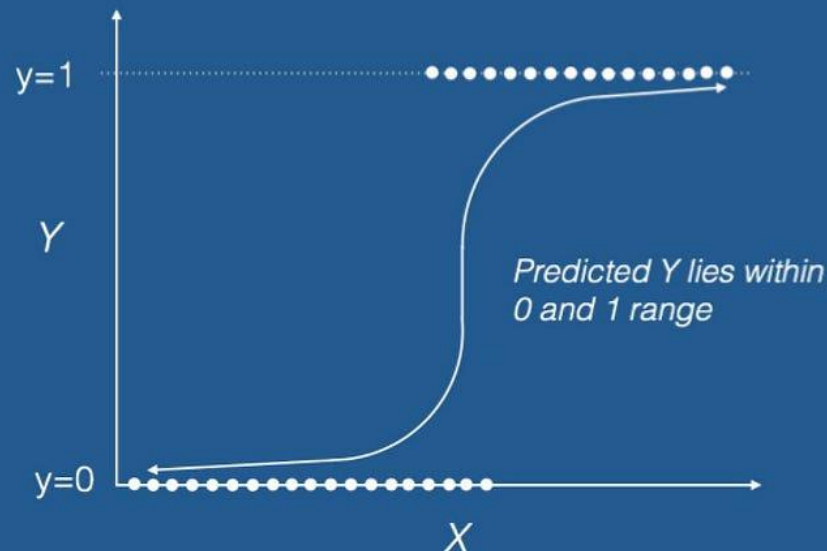 y=1
Y
Predicted Y lies within
0 and 1 range
y=0
X